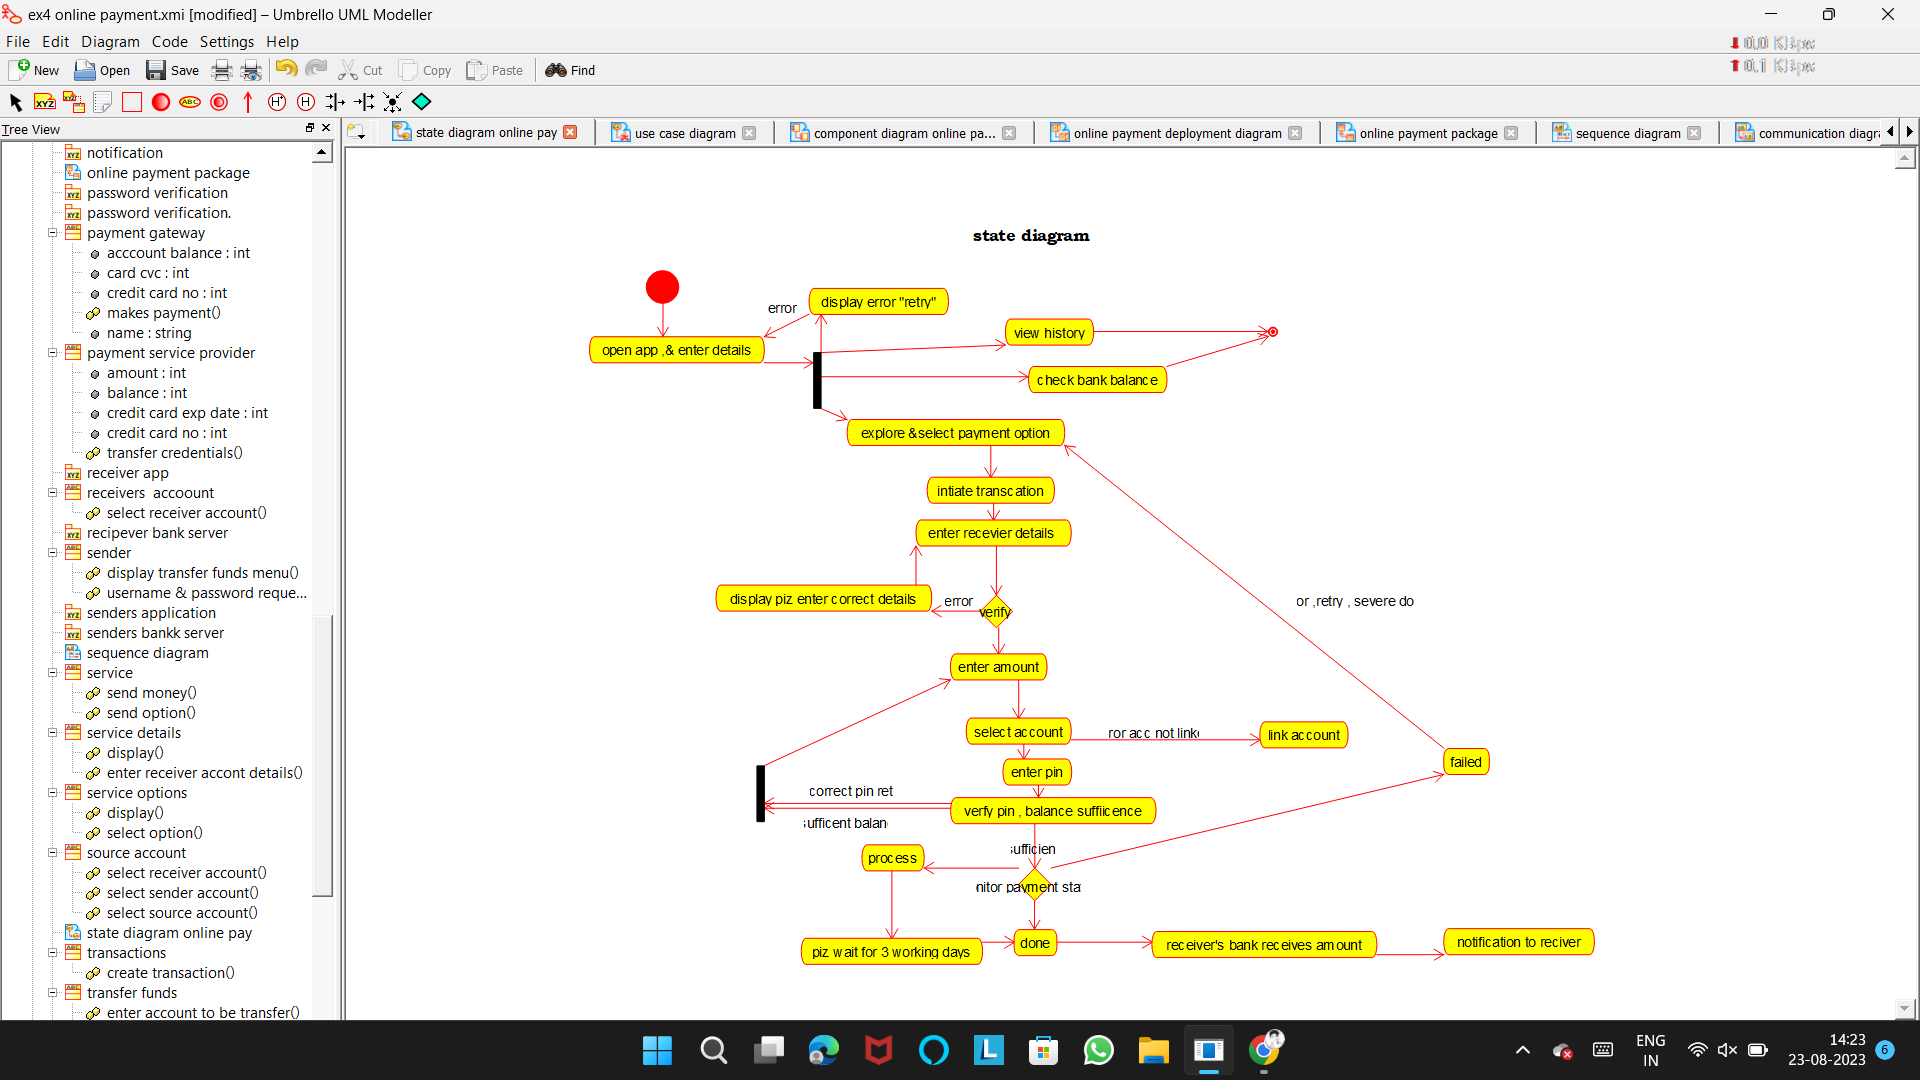 ex4 online payment.xmi [modified] – Umbrello UML Modeller
File Edit Diagram Code Settings Help
0.0 KBps
New Open Save Cut Copy Paste Find
0.1 KBps
XYZ ABC H* H
Tree View
state diagram online pay
use case diagram
component diagram online pa...
online payment deployment diagram
online payment package
sequence diagram
communication diagr
notification
online payment package
password verification
password verification.
payment gateway
acccount balance : int
card cvc : int
credit card no : int
makes payment()
name : string
payment service provider
amount : int
balance : int
credit card exp date : int
credit card no : int
transfer credentials()
receiver app
receivers  accoount
select receiver account()
recipever bank server
sender
display transfer funds menu()
username & password reque...
senders application
senders bankk server
sequence diagram
service
send money()
send option()
service details
display()
enter receiver accont details()
service options
display()
select option()
source account
select receiver account()
select sender account()
select source account()
state diagram online pay
transactions
create transaction()
transfer funds
enter account to be transfer()
state diagram
error
display error "retry"
open app ,& enter details
view history
check bank balance
explore &select payment option
intiate transcation
enter recevier details
display piz enter correct details
error
verify
or ,retry , severe do
enter amount
select account
ror acc not link
link account
failed
enter pin
correct pin ret
verfy pin , balance suffiicence
sufficent balan
sufficien
process
nitor payment sta
done
piz wait for 3 working days
receiver's bank receives amount
notification to reciver
ENG
IN
14:23
23-08-2023
6